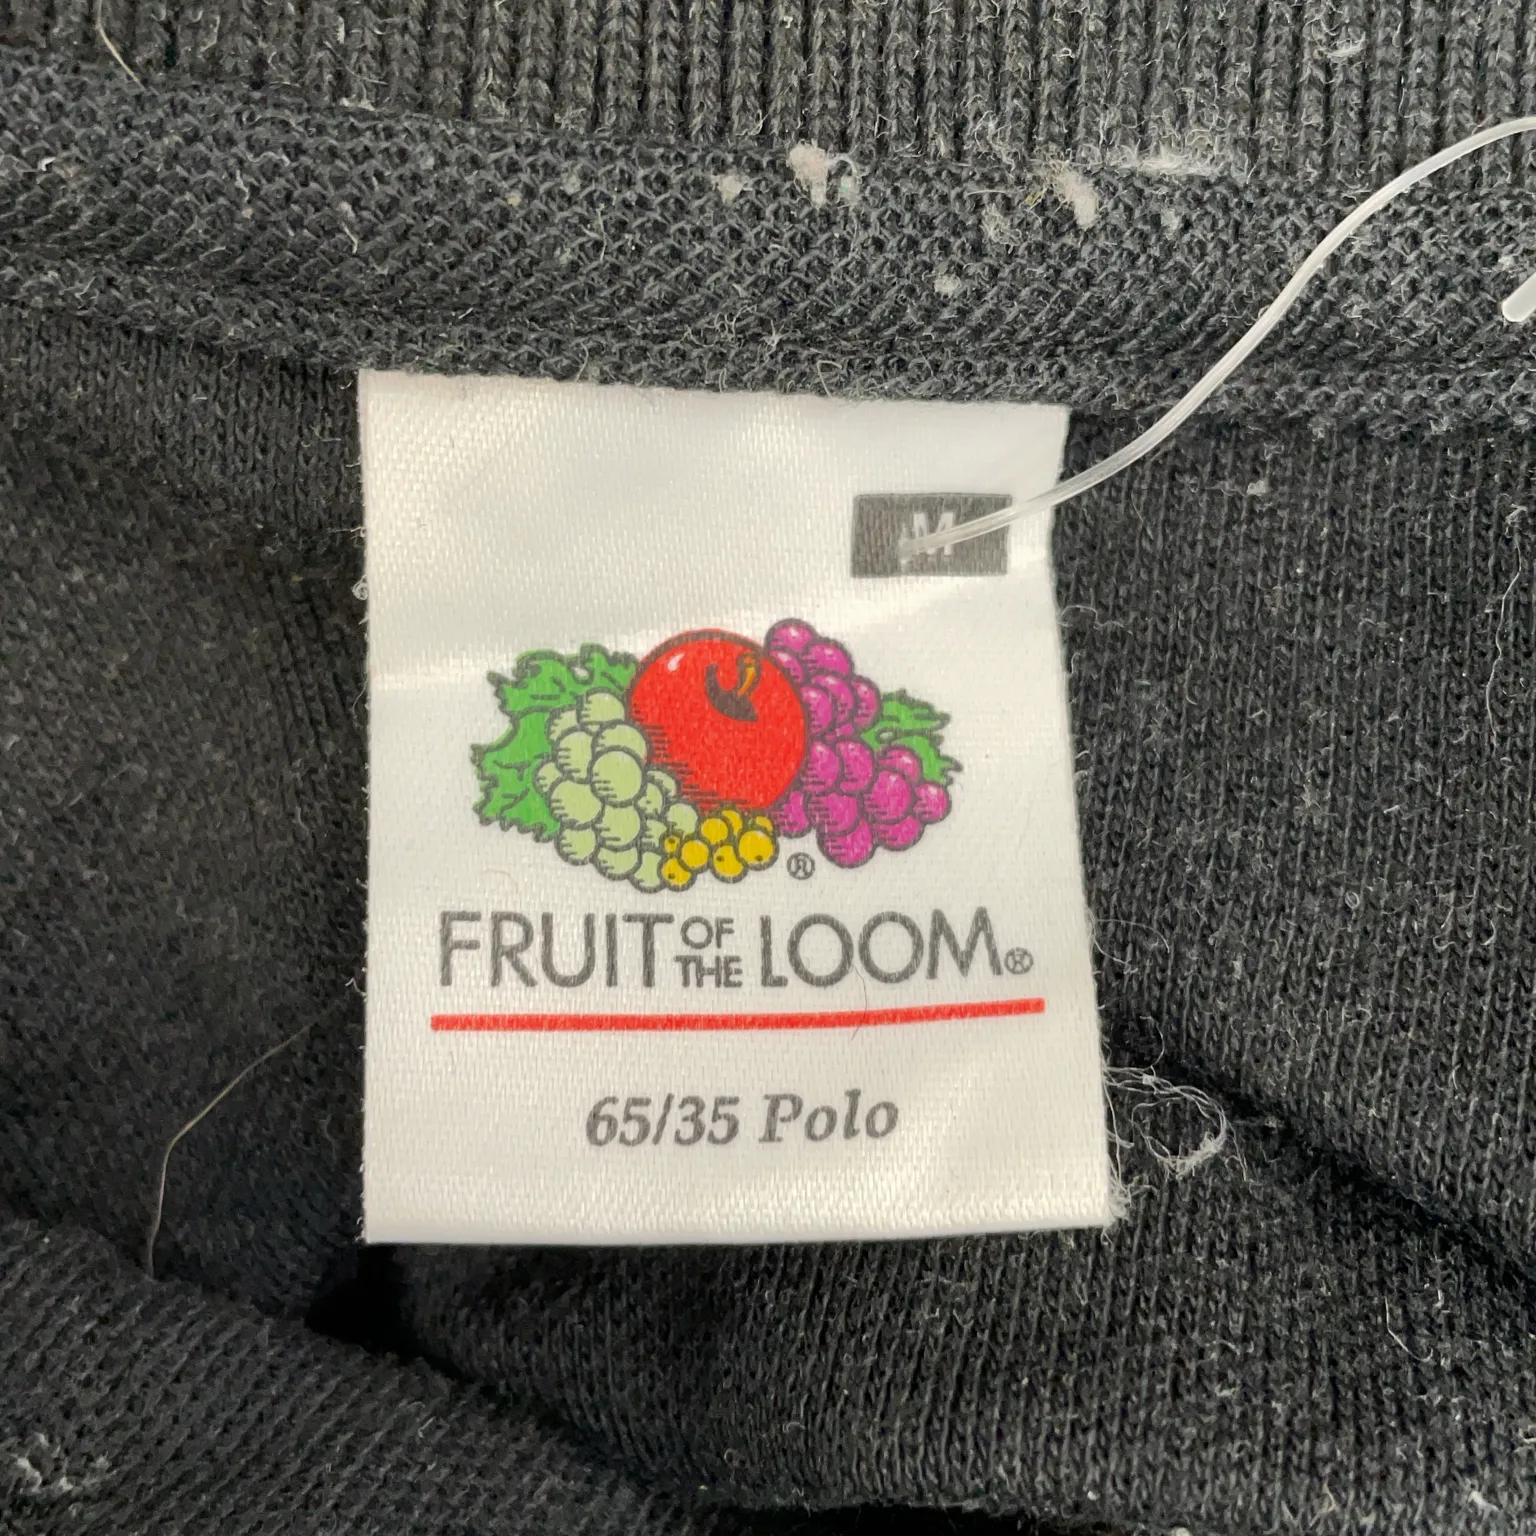 M
®
FRUIT OF THE LOOM®
65/35 Polo